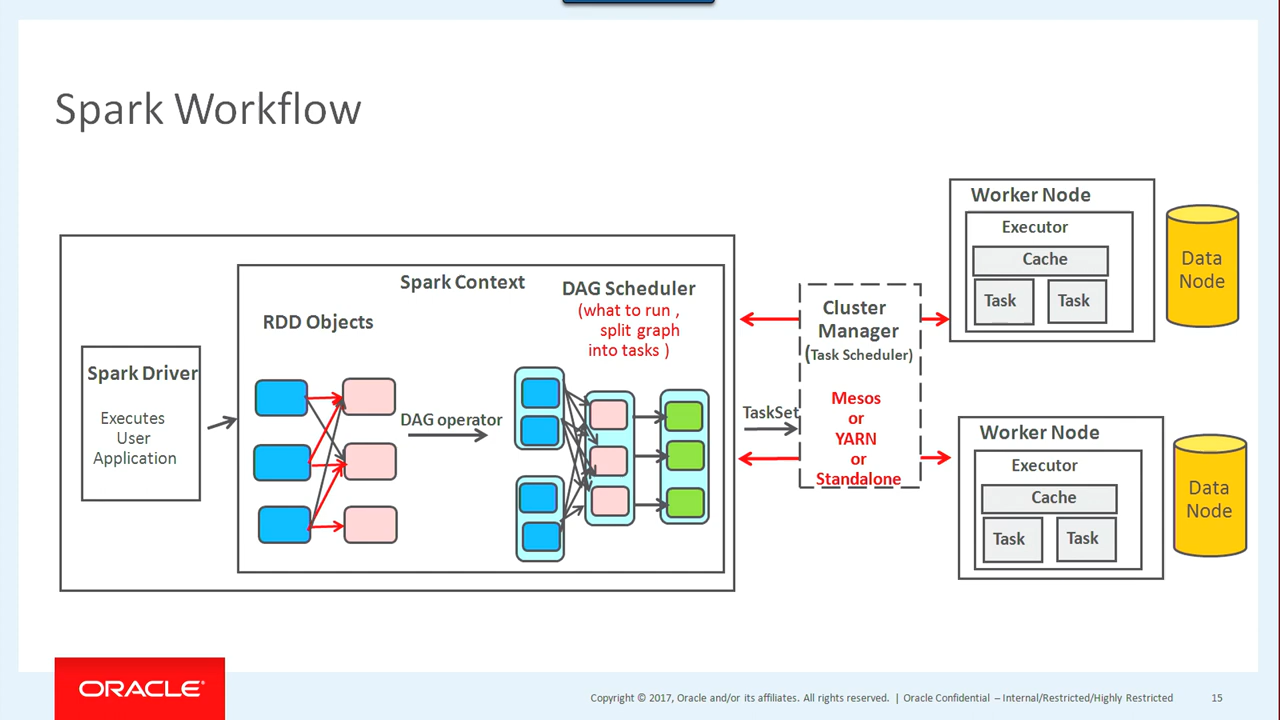 Spark Workflow
Spark Driver
Executes
User
Application
Spark Context
RDD Objects
DAG operator
DAG Scheduler
(what to run ,
split graph
into tasks )
TaskSet
Cluster
Manager
(Task Scheduler)
Mesos
or
YARN
or
Standalone
Worker Node
Executor
Cache
Task
Task
Data
Node
Worker Node
Executor
Cache
Task
Task
Data
Node
ORACLE®
Copyright © 2017, Oracle and/or its affiliates. All rights reserved. | Oracle Confidential – Internal/Restricted/Highly Restricted
15